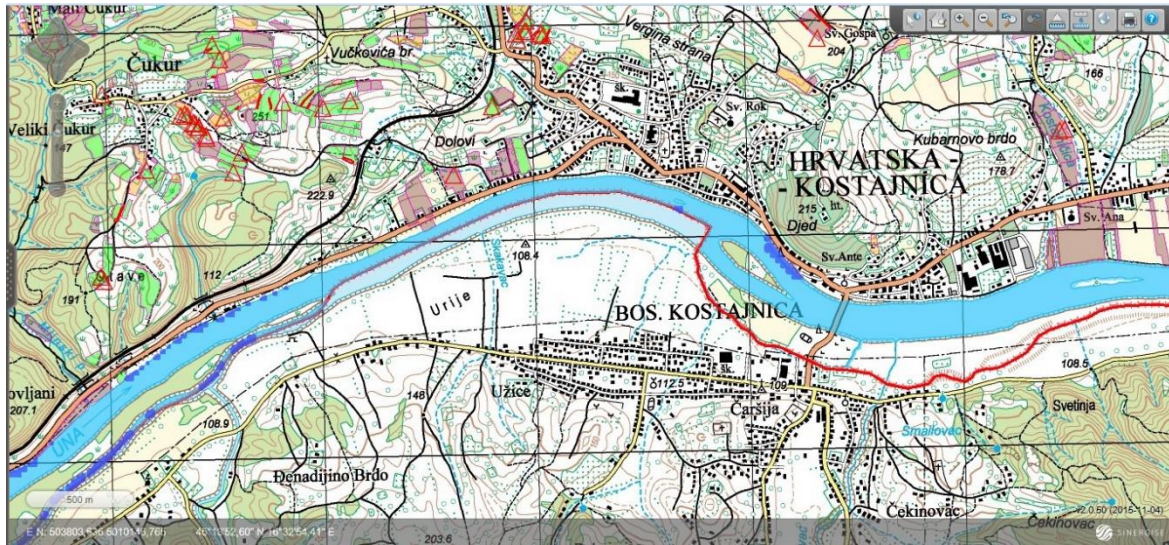 Mali Čukur
Čukur
Vučkovića br.
Veliki Čukur
147
251
Dolovi
222.9
112
191
207.1
UNA
Vergina strana
Sv. Gospa
204
šk.
Sv. Rok
166
Kubarnovo brdo
178.7
HRVATSKA -
- KOSTAJNICA
215
ht.
Djed
Sv. Ante
Sv. Ana
108.4
Urije
BOS. KOSTAJNICA
Užice
šk.
112.5
109
Čaršija
148
108.9
Đenadijino Brdo
203.6
108.5
Svetinja
Smailovac
Čekinovac
Čekinovac
500 m
v2.0.50 (2015-11-04)
SINERGISE